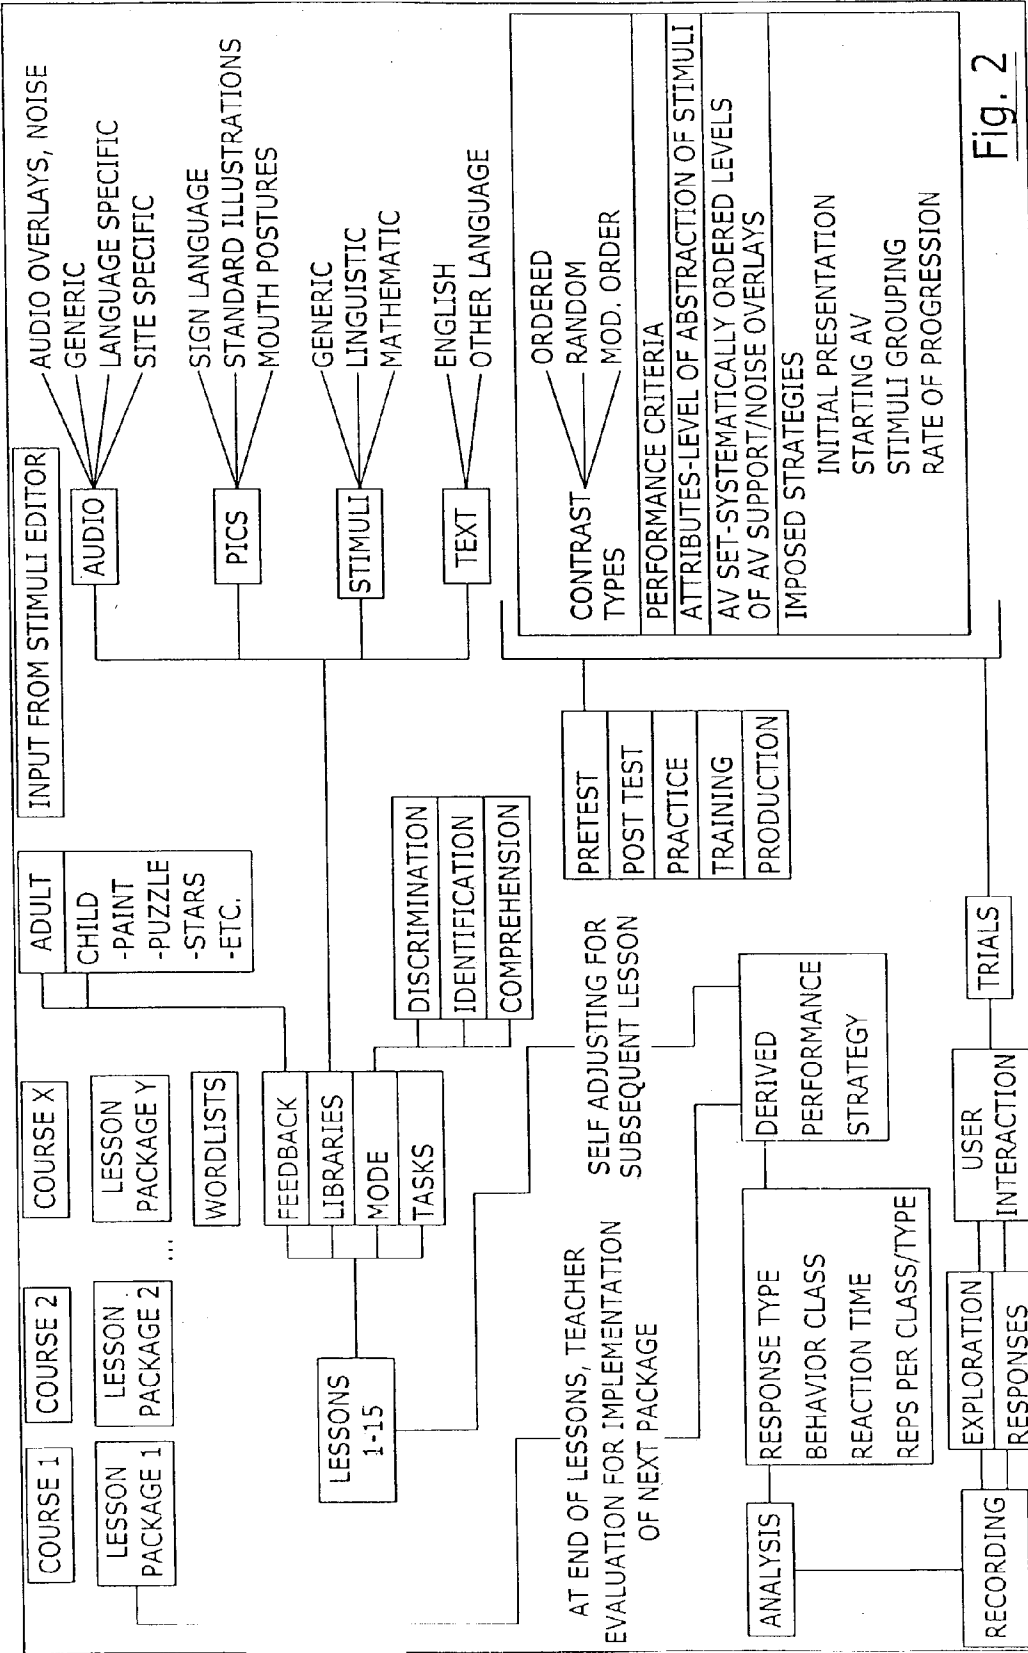 COURSE 1
COURSE 2
COURSE X
LESSON
PACKAGE 1
LESSON
PACKAGE 2
...
LESSON
PACKAGE Y
WORDLISTS
ADULT
CHILD
-PAINT
-PUZZLE
-STARS
-ETC.
INPUT FROM STIMULI EDITOR
AUDIO
AUDIO OVERLAYS, NOISE
GENERIC
LANGUAGE SPECIFIC
SITE SPECIFIC
PICS
SIGN LANGUAGE
STANDARD ILLUSTRATIONS
MOUTH POSTURES
STIMULI
GENERIC
LINGUISTIC
MATHEMATIC
TEXT
ENGLISH
OTHER LANGUAGE
LESSONS
1-15
FEEDBACK
LIBRARIES
MODE
TASKS
DISCRIMINATION
IDENTIFICATION
COMPREHENSION
PRETEST
POST TEST
PRACTICE
TRAINING
PRODUCTION
CONTRAST
TYPES
ORDERED
RANDOM
MOD. ORDER
PERFORMANCE CRITERIA
ATTRIBUTES-LEVEL OF ABSTRACTION OF STIMULI
AV SET-SYSTEMATICALLY ORDERED LEVELS
OF AV SUPPORT/NOISE OVERLAYS
IMPOSED STRATEGIES
INITIAL PRESENTATION
STARTING AV
STIMULI GROUPING
RATE OF PROGRESSION
AT END OF LESSONS, TEACHER
EVALUATION FOR IMPLEMENTATION
OF NEXT PACKAGE
SELF ADJUSTING FOR
SUBSEQUENT LESSON
ANALYSIS
RESPONSE TYPE
BEHAVIOR CLASS
REACTION TIME
REPS PER CLASS/TYPE
DERIVED
PERFORMANCE
STRATEGY
RECORDING
EXPLORATION
RESPONSES
USER
INTERACTION
TRIALS
Fig. 2